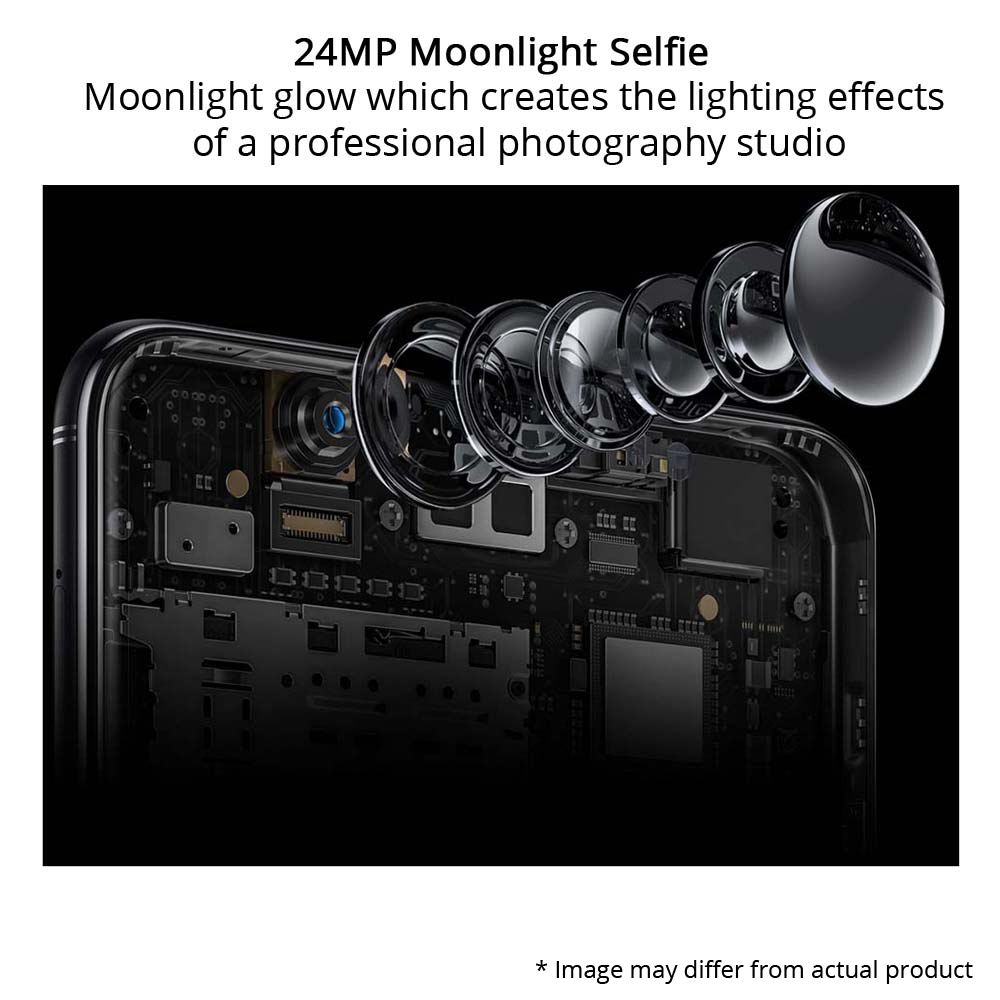 24MP Moonlight Selfie
Moonlight glow which creates the lighting effects
of a professional photography studio
* Image may differ from actual product